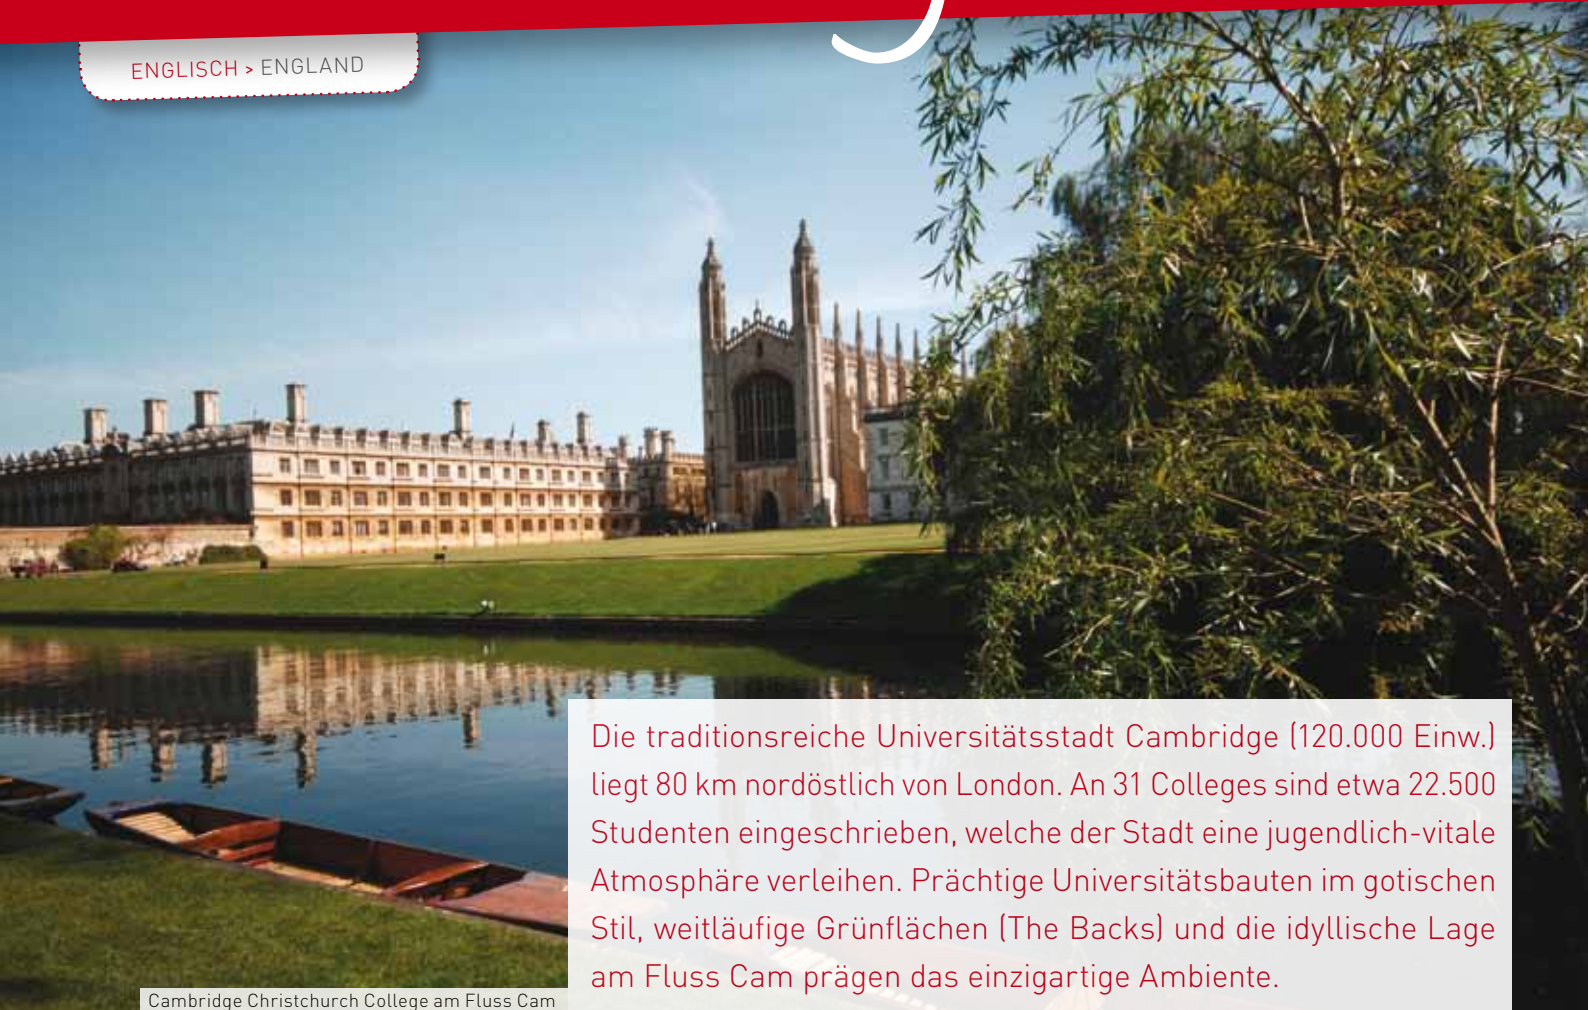 ENGLISCH > ENGLAND
Die traditionsreiche Universitätsstadt Cambridge (120.000 Einw.)
liegt 80 km nordöstlich von London. An 31 Colleges sind etwa 22.500
Studenten eingeschrieben, welche der Stadt eine jugendlich-vitale
Atmosphäre verleihen. Prächtige Universitätsbauten im gotischen
Stil, weitläufige Grünflächen (The Backs) und die idyllische Lage
am Fluss Cam prägen das einzigartige Ambiente.
Cambridge Christchurch College am Fluss Cam